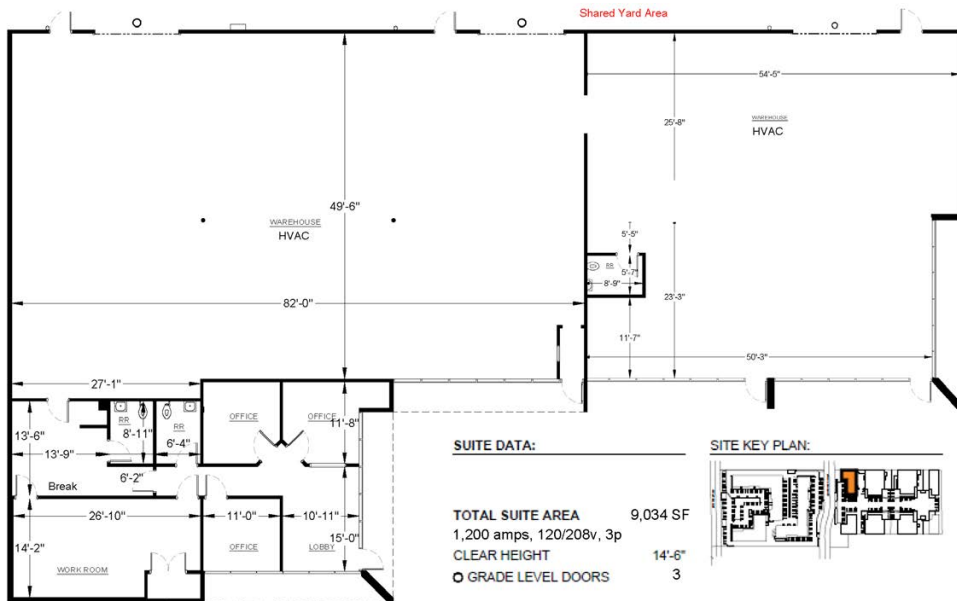 Shared Yard Area
54'-5"
25'-8"
WAREHOUSE
HVAC
49'-6"
WAREHOUSE
HVAC
5'-5"
RR
5'-7"
8'-9"
23'-3"
82'-0"
11'-7"
50'-3"
27'-1"
OFFICE
OFFICE
11'-8"
RR
8'-11"
RR
6'-4"
13'-6"
13'-9"
6'-2"
Break
26'-10"
11'-0"
10'-11"
15'-0"
14'-2"
OFFICE
LOBBY
WORK ROOM
SUITE DATA:
TOTAL SUITE AREA 9,034 SF
1,200 amps, 120/208v, 3p
CLEAR HEIGHT 14'-6"
GRADE LEVEL DOORS 3
SITE KEY PLAN: